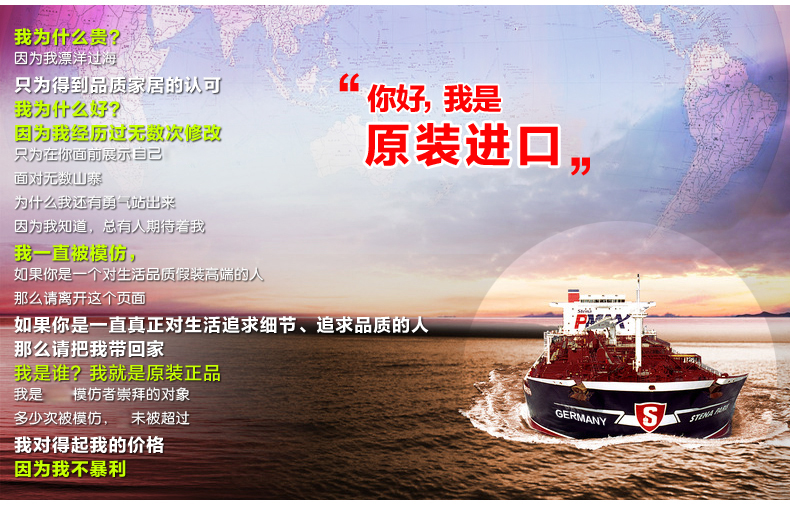 我为什么贵?
因为我漂洋过海
只为得到品质家居的认可
我为什么好?
因为我经历过无数次修改
只为在你面前展示自己
面对无数山寨
为什么我还有勇气站出来
因为我知道，总有人期待着我
我一直被模仿，
如果你是一个对生活品质假装高端的人
那么请离开这个页面
如果你是一直真正对生活追求细节、追求品质的人
那么请把我带回家
我是谁? 我就是原装正品
我是 模仿者崇拜的对象
多少次被模仿， 未被超过
我对得起我的价格
因为我不暴利
“你好, 我是
原装进口”
Stena
PMAX
GERMANY
S
STENA PARIS